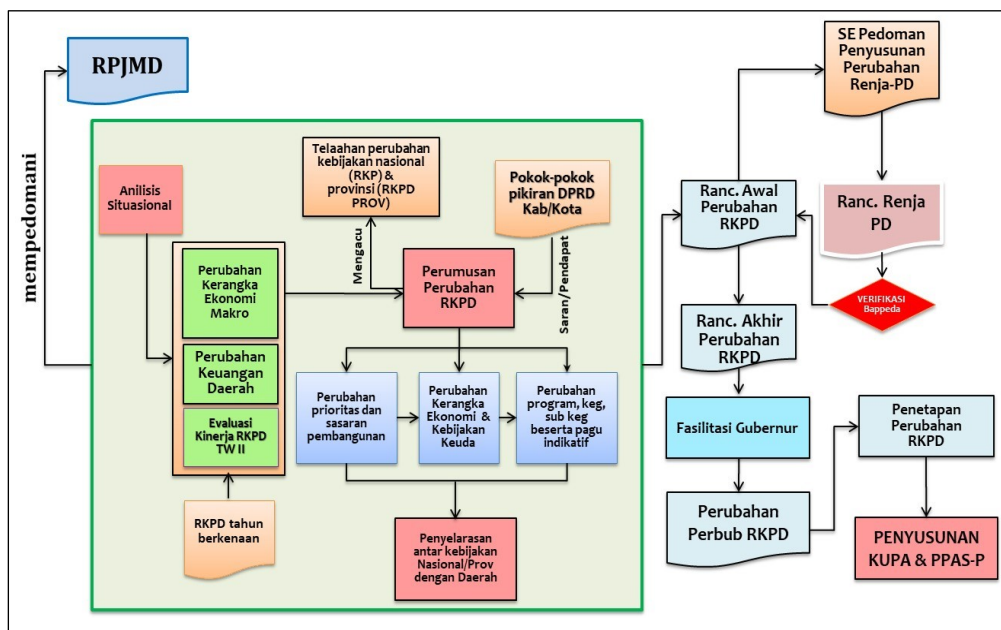 RPJMD
mempedomani
Anilisis
Situasional
Telaahan perubahan
kebijakan nasional
(RKP) &
provinsi (RKPD
PROV)
Pokok-pokok
pikiran DPRD
Kab/Kota
Mengacu
Saran/Pendapat
Perubahan
Kerangka
Ekonomi
Makro
Perubahan
Keuangan
Daerah
Evaluasi
Kinerja RKPD
TW II
RKPD tahun
berkenaan
Perumusan
Perubahan
RKPD
Perubahan
prioritas dan
sasaran
pembangunan
Perubahan
Kerangka
Ekonomi &
Kebijakan
Keuda
Perubahan
program, keg,
sub keg
beserta pagu
indikatif
Penyelarasan
antar kebijakan
Nasional/Prov
dengan Daerah
SE Pedoman
Penyusunan
Perubahan
Renja-PD
Ranc. Awal
Perubahan
RKPD
Ranc. Renja
PD
VERIFIKASI
Bappeda
Ranc. Akhir
Perubahan
RKPD
Fasilitasi Gubernur
Perubahan
Perbub RKPD
Penetapan
Perubahan
RKPD
PENYUSUNAN
KUPA & PPAS-P